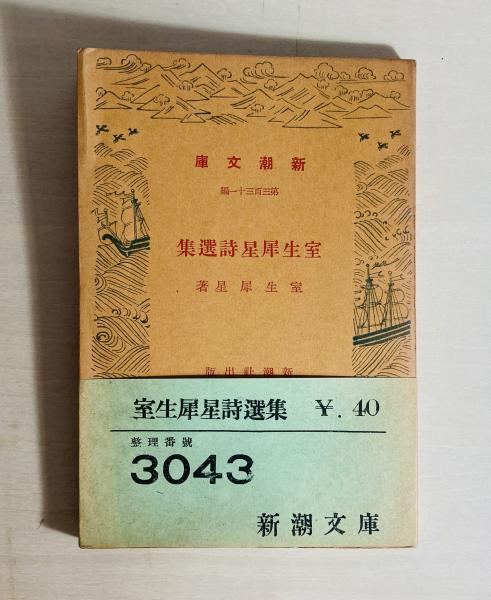 新潮文庫
第三百三十一編
室生犀星詩選集
室生犀星著
新潮社出版
室生犀星詩選集 ¥. 40
整理番號
3043
新潮文庫